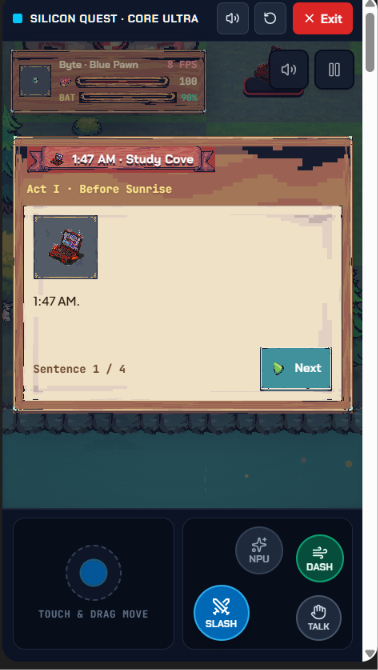 SILICON QUEST · CORE ULTRA
Exit
Byte · Blue Pawn 8 FPS
5
100
BAT 90%
1:47 AM · Study Cove
Act I · Before Sunrise
1:47 AM.
Sentence 1 / 4
Next
TOUCH & DRAG MOVE
NPU
DASH
SLASH
TALK